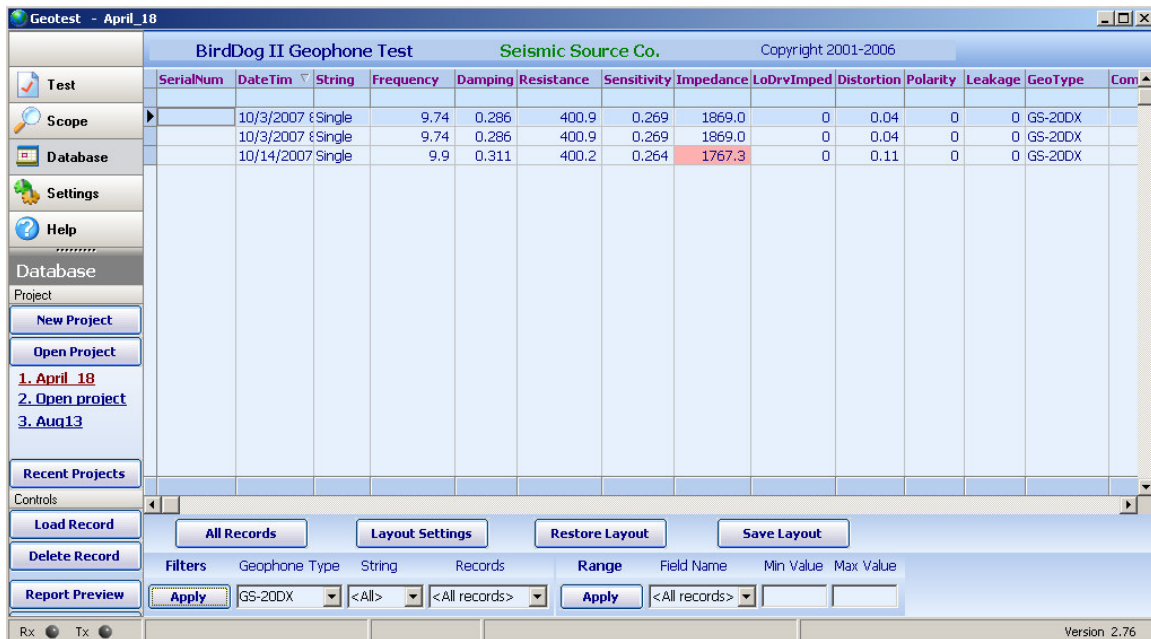 Geotest - April_18
BirdDog II Geophone Test Seismic Source Co. Copyright 2001-2006
Test
Scope
Database
Settings
Help
Database
Project
New Project
Open Project
1. April_18
2. Open project
3. Aug13
Recent Projects
Controls
Load Record
Delete Record
Report Preview
SerialNum DateTim String Frequency Damping Resistance Sensitivity Impedance LoDrvImped Distortion Polarity Leakage GeoType Com
10/3/2007 8 Single 9.74 0.286 400.9 0.269 1869.0 0 0.04 0 0 GS-20DX
10/3/2007 8 Single 9.74 0.286 400.9 0.269 1869.0 0 0.04 0 0 GS-20DX
10/14/2007 Single 9.9 0.311 400.2 0.264 1767.3 0 0.11 0 0 GS-20DX
All Records Layout Settings Restore Layout Save Layout
Filters Geophone Type String Records Range Field Name Min Value Max Value
Apply GS-20DX <All> <All records> Apply <All records>
Rx Tx Version 2.76